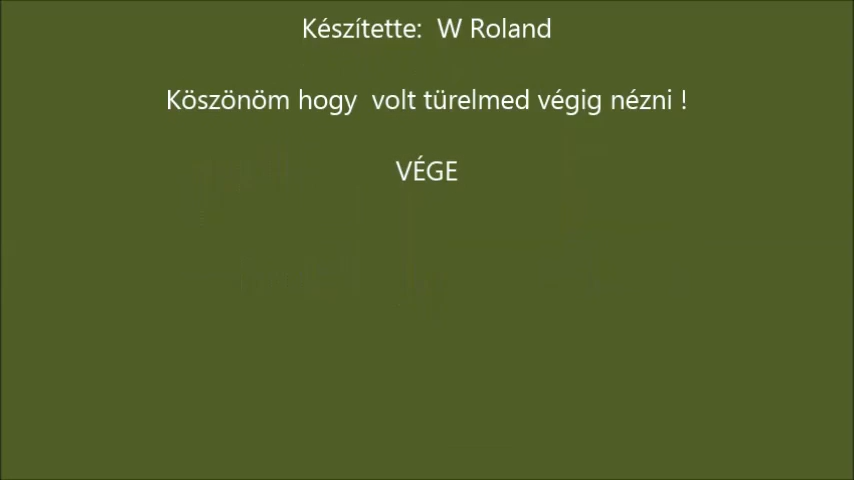 Készítette:  W Roland
Köszönöm hogy  volt türelmed végig nézni !
VÉGE